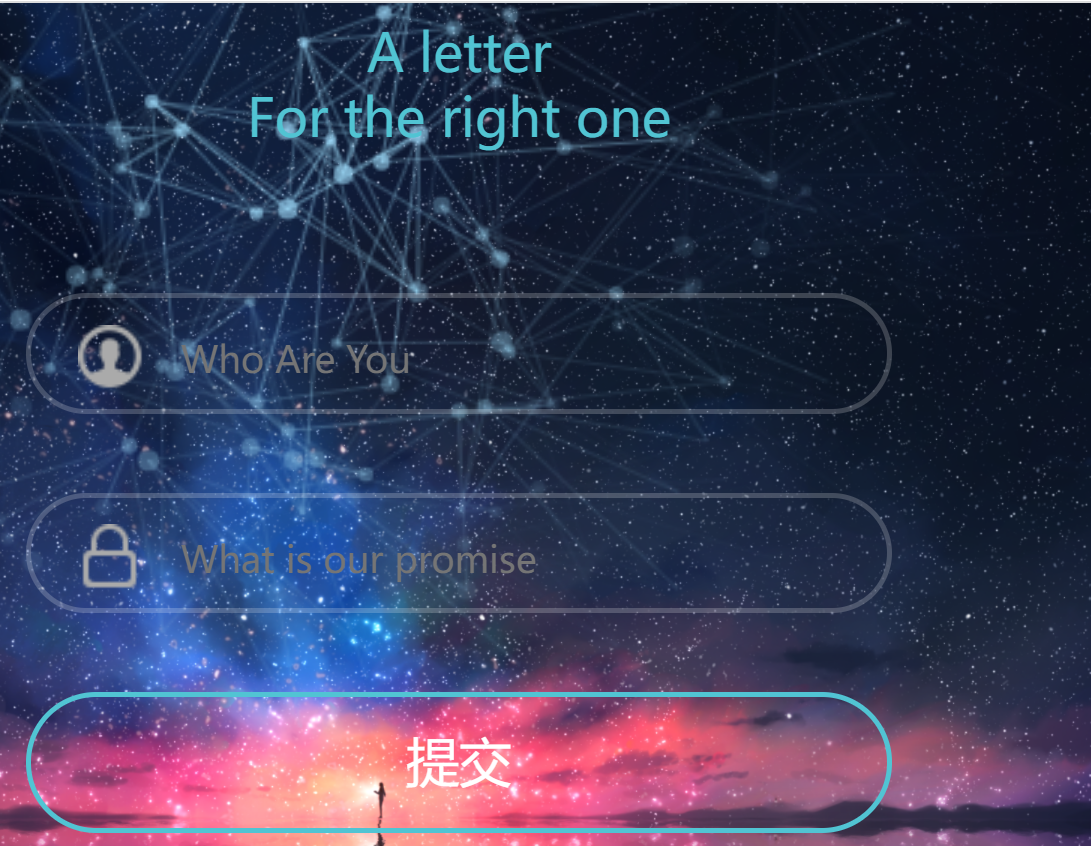 A letter
For the right one
Who Are You
What is our promise
提交